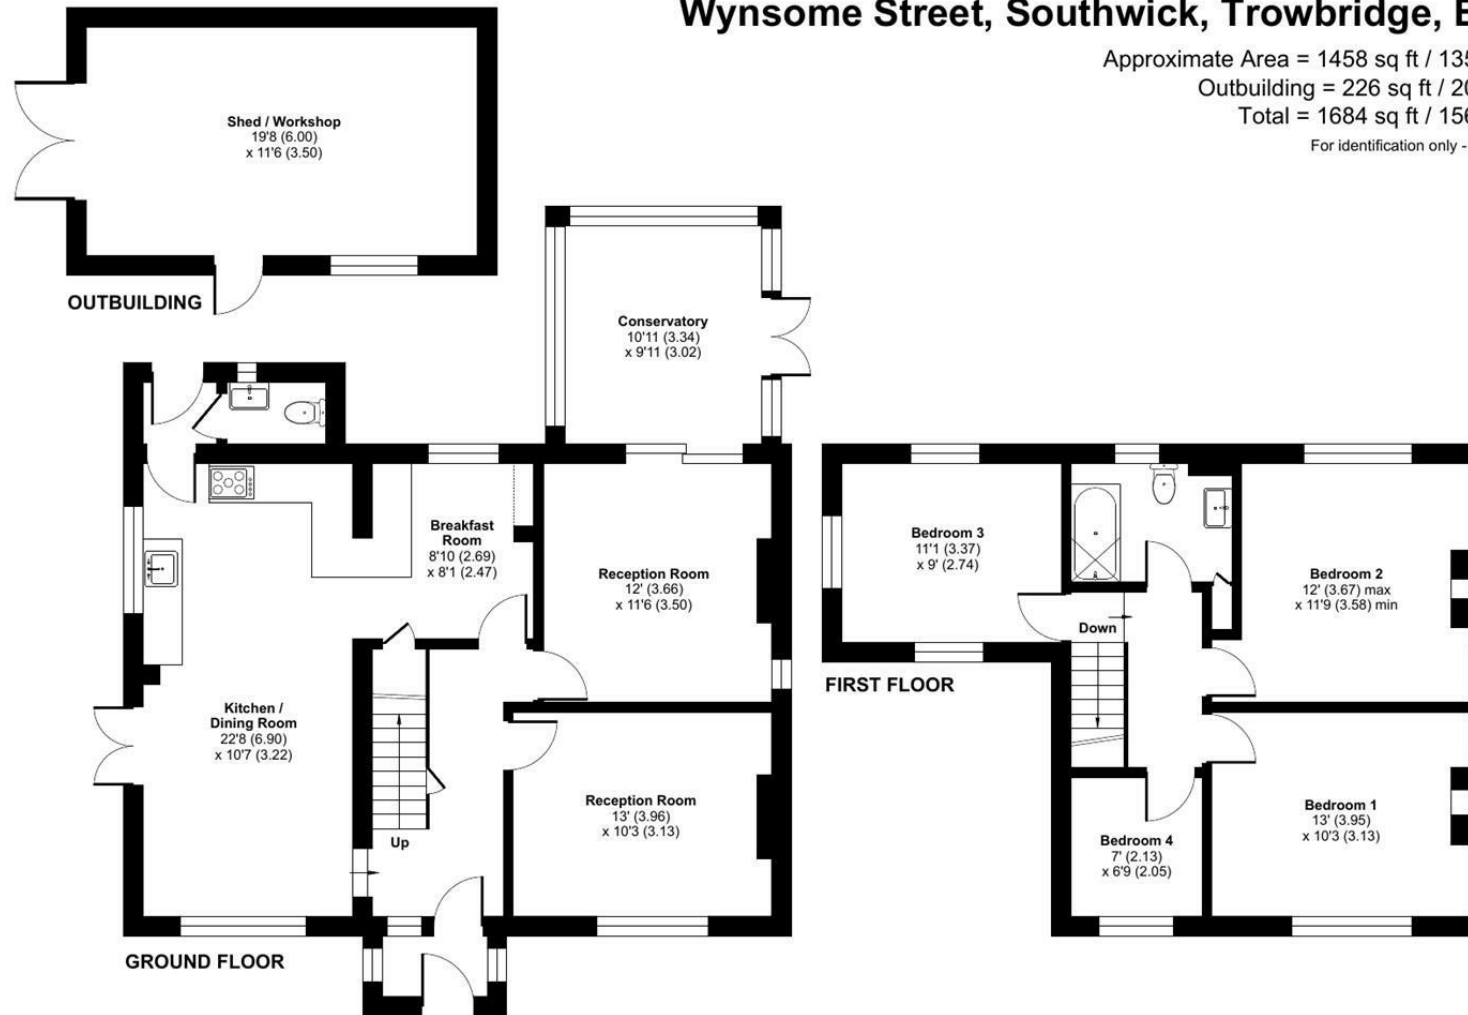 Wynsome Street, Southwick, Trowbridge,
Approximate Area = 1458 sq ft / 135
Outbuilding = 226 sq ft / 20
Total = 1684 sq ft / 156
For identification only -
Shed / Workshop
19'8 (6.00)
x 11'6 (3.50)
OUTBUILDING
Conservatory
10'11 (3.34)
x 9'11 (3.02)
Breakfast
Room
8'10 (2.69)
x 8'1 (2.47)
Reception Room
12' (3.66)
x 11'6 (3.50)
Kitchen /
Dining Room
22'8 (6.90)
x 10'7 (3.22)
Reception Room
13' (3.96)
x 10'3 (3.13)
Up
GROUND FLOOR
Bedroom 3
11'1 (3.37)
x 9' (2.74)
Bedroom 2
12' (3.67) max
x 11'9 (3.58) min
Down
FIRST FLOOR
Bedroom 1
13' (3.95)
x 10'3 (3.13)
Bedroom 4
7' (2.13)
x 6'9 (2.05)